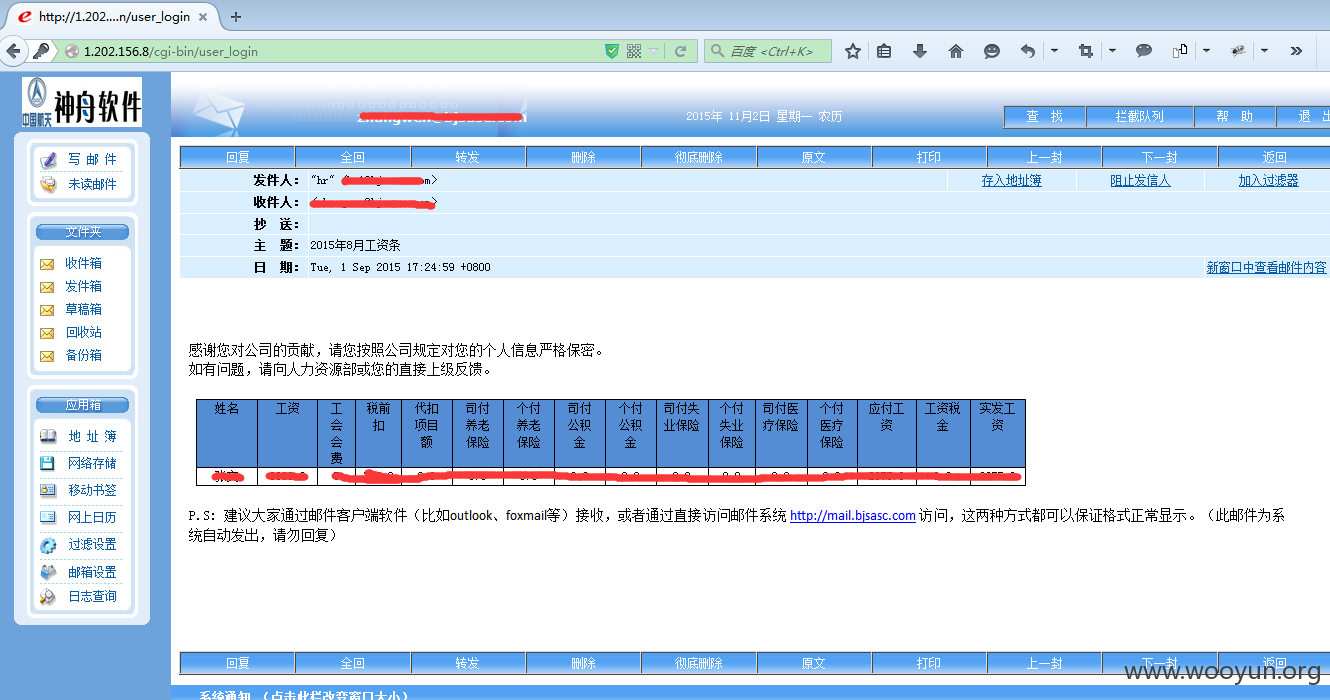 http://1.202....n/user_login
1.202.156.8/cgi-bin/user_login
百度 <Ctrl+K>
中国航天
神舟软件
2015年 11月2日 星期一 农历
查 找 拦截队列 帮 助 退 出
写 邮 件
未读邮件
文件夹
收件箱
发件箱
草稿箱
回收站
备份箱
应用箱
地 址 簿
网络存储
移动书签
网上日历
过滤设置
邮箱设置
日志查询
回复 全回 转发 删除 彻底删除 原文 打印 上一封 下一封 返回
发件人: "hr" 存入地址簿 阻止发信人 加入过滤器
收件人:
抄 送:
主 题: 2015年8月工资条
日 期: Tue, 1 Sep 2015 17:24:59 +0800 新窗口中查看邮件内容
感谢您对公司的贡献，请您按照公司规定对您的个人信息严格保密。
如有问题，请向人力资源部或您的直接上级反馈。
姓名 工资 工会会费 税前扣 代扣项目额 司付养老保险 个付养老保险 司付公积金 个付公积金 司付失业保险 个付失业保险 司付医疗保险 个付医疗保险 应付工资 工资税金 实发工资
P.S: 建议大家通过邮件客户端软件（比如outlook、foxmail等）接收，或者通过直接访问邮件系统 http://mail.bjsasc.com 访问，这两种方式都可以保证格式正常显示。（此邮件为系
统自动发出，请勿回复）
回复 全回 转发 删除 彻底删除 原文 打印 上一封 下一封 返回
www.wooyun.org
系统通知 （点击此栏改变窗口大小）